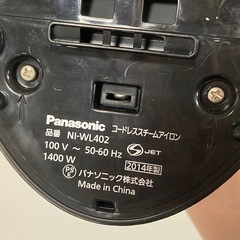 Panasonic コードレススチームアイロン
品番 NI-WL402
100 V ~ 50-60 Hz JET
1400 W 2014年製
PS E パナソニック株式会社
Made in China